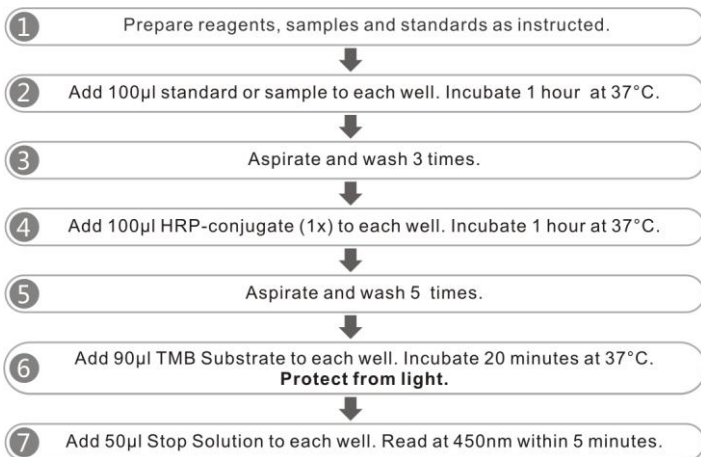 1 Prepare reagents, samples and standards as instructed.
2 Add 100μl standard or sample to each well. Incubate 1 hour at 37°C.
3 Aspirate and wash 3 times.
4 Add 100μl HRP-conjugate (1x) to each well. Incubate 1 hour at 37°C.
5 Aspirate and wash 5 times.
6 Add 90μl TMB Substrate to each well. Incubate 20 minutes at 37°C.
Protect from light.
7 Add 50μl Stop Solution to each well. Read at 450nm within 5 minutes.